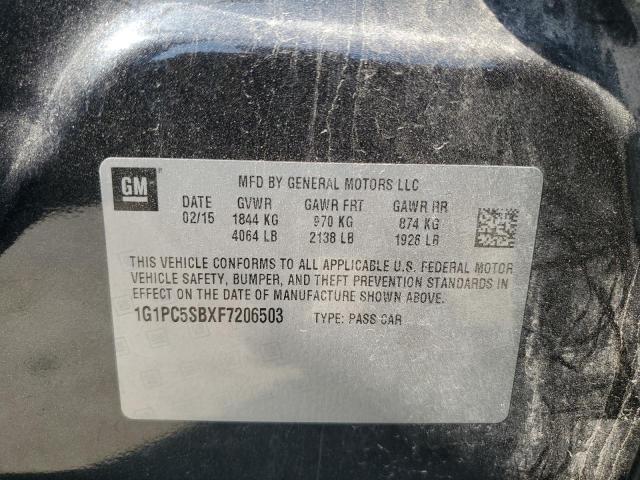 GM MFD BY GENERAL MOTORS LLC
DATE GVWR GAWR FRT GAWR RR
02/15 1844 KG 970 KG 874 KG
4064 LB 2138 LB 1926 LB
THIS VEHICLE CONFORMS TO ALL APPLICABLE U.S. FEDERAL MOTOR
VEHICLE SAFETY, BUMPER, AND THEFT PREVENTION STANDARDS IN
EFFECT ON THE DATE OF MANUFACTURE SHOWN ABOVE.
1G1PC5SBXF7206503 TYPE: PASS CAR